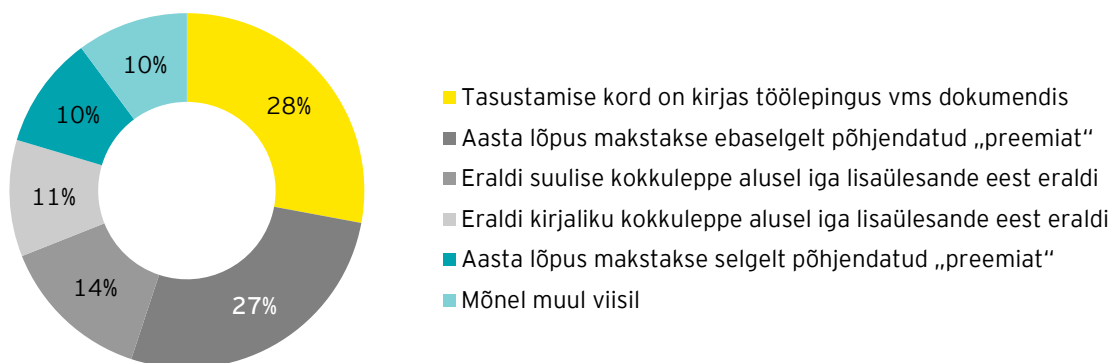 10%
28%
10%
11%
14%
27%
Tasustamise kord on kirjas töölepingus vms dokumendis
Aasta lõpus makstakse ebaselgelt põhjendatud „preemiat“
Eraldi suulise kokkuleppe alusel iga lisaülesande eest eraldi
Eraldi kirjaliku kokkuleppe alusel iga lisaülesande eest eraldi
Aasta lõpus makstakse selgelt põhjendatud „preemiat“
Mõnel muul viisil